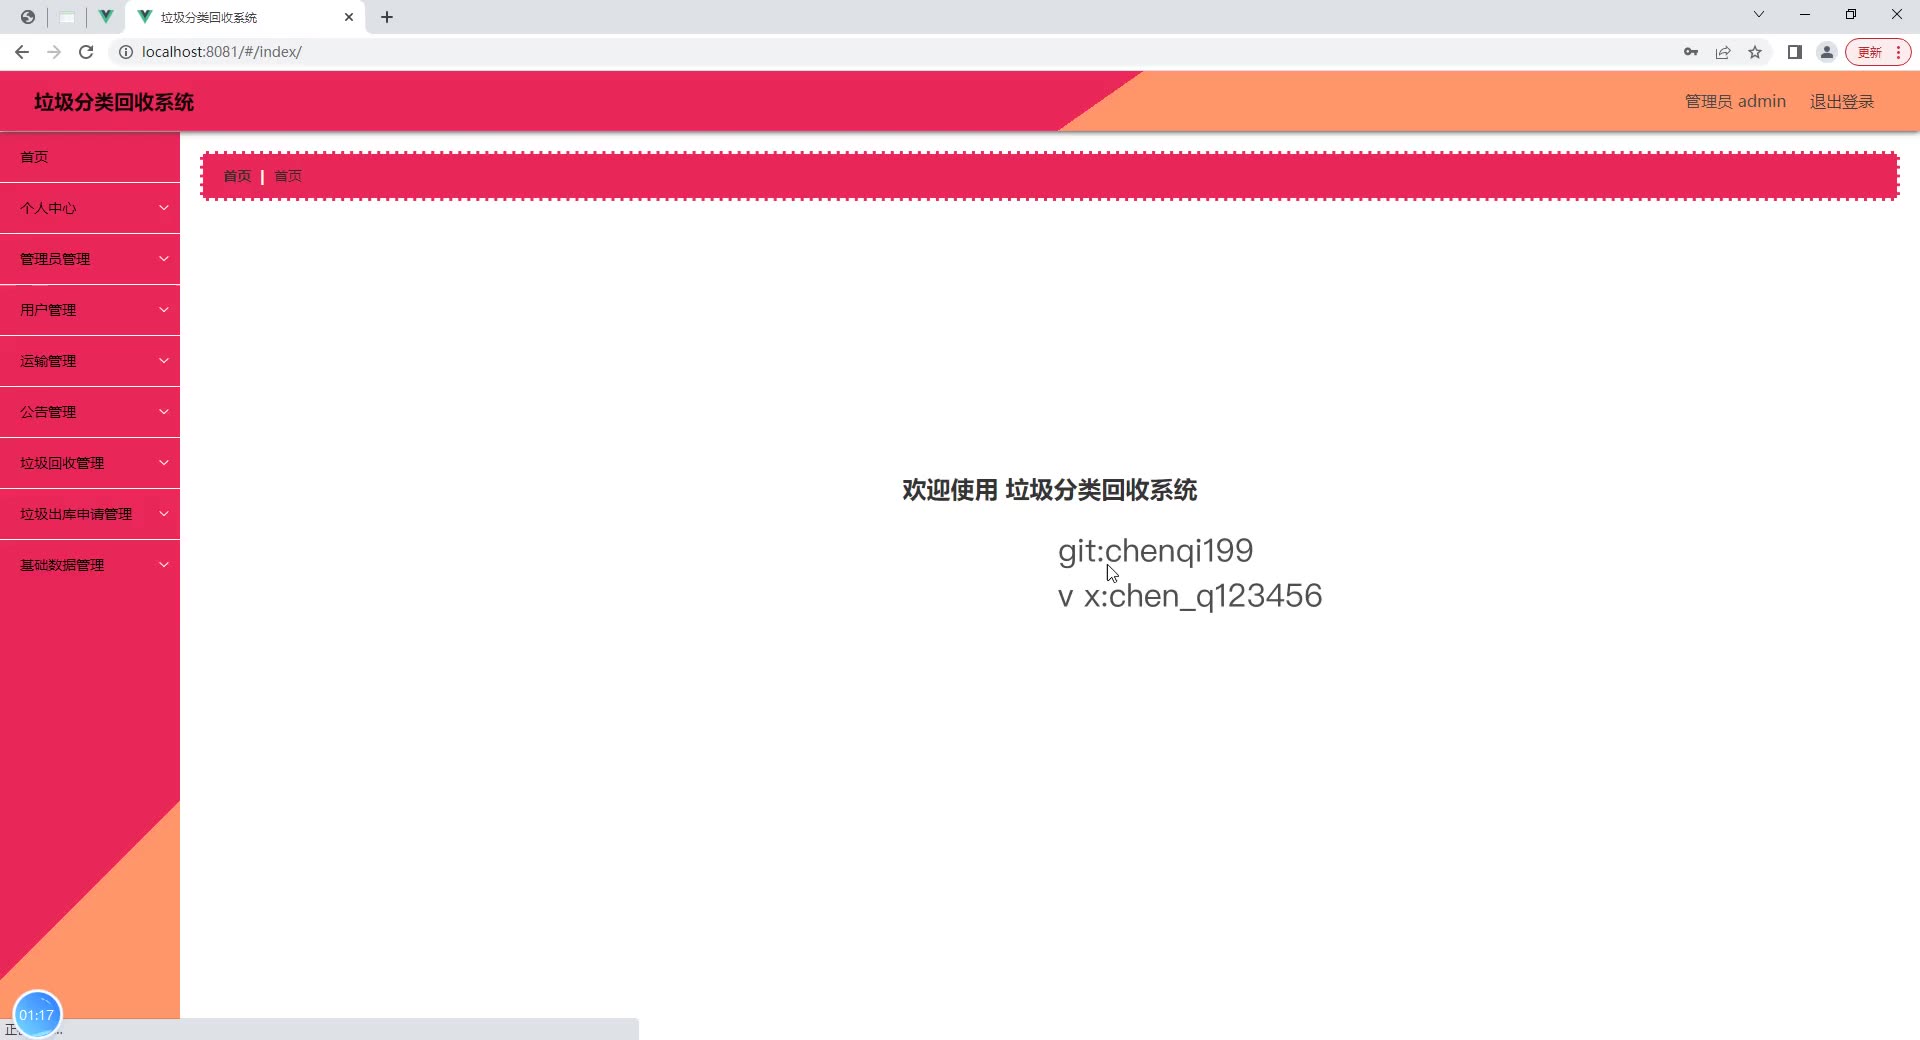 垃圾分类回收系统
localhost:8081/#/index/
更新
垃圾分类回收系统
管理员 admin
退出登录
首页
个人中心
管理员管理
用户管理
运输管理
公告管理
垃圾回收管理
垃圾出库申请管理
基础数据管理
首页 | 首页
欢迎使用 垃圾分类回收系统
git:chenqi199
v x:chen_q123456
01:17